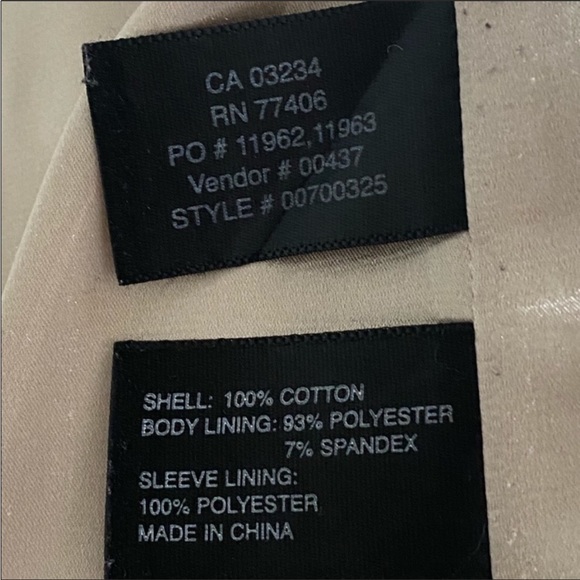 CA 03234
RN 77406
PO # 11962,11963
Vendor # 00437
STYLE # 00700325
SHELL: 100% COTTON
BODY LINING: 93% POLYESTER
7% SPANDEX
SLEEVE LINING:
100% POLYESTER
MADE IN CHINA